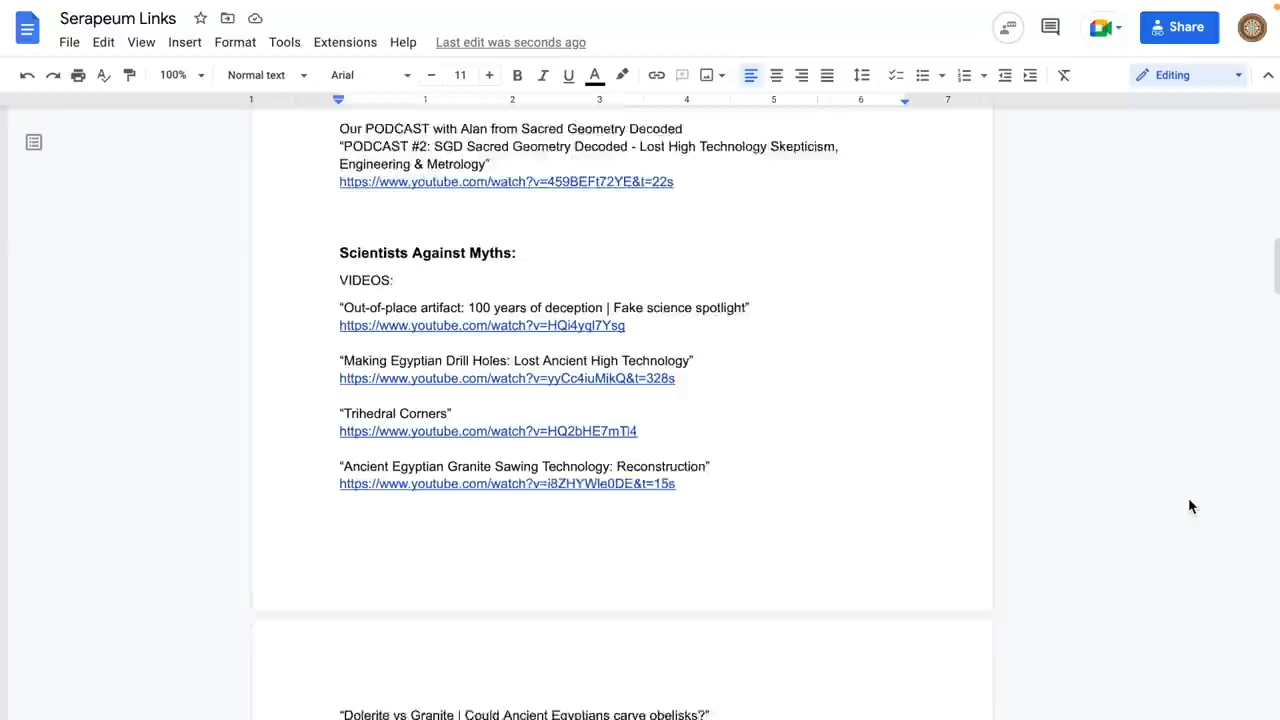 Serapeum Links
Share
File Edit View Insert Format Tools Extensions Help Last edit was seconds ago
100% Normal text Arial 11 B I U A Editing
1 1 2 3 4 5 6 7
Our PODCAST with Alan from Sacred Geometry Decoded
“PODCAST #2: SGD Sacred Geometry Decoded - Lost High Technology Skepticism,
Engineering & Metrology”
https://www.youtube.com/watch?v=459BEFt72YE&t=22s
Scientists Against Myths:
VIDEOS:
“Out-of-place artifact: 100 years of deception | Fake science spotlight”
https://www.youtube.com/watch?v=HQi4yql7Ysg
“Making Egyptian Drill Holes: Lost Ancient High Technology”
https://www.youtube.com/watch?v=yyCc4iuMikQ&t=328s
“Trihedral Corners”
https://www.youtube.com/watch?v=HQ2bHE7mTl4
“Ancient Egyptian Granite Sawing Technology: Reconstruction”
https://www.youtube.com/watch?v=i8ZHYWle0DE&t=15s
“Dolerite vs Granite | Could Ancient Egyptians carve obelisks?”